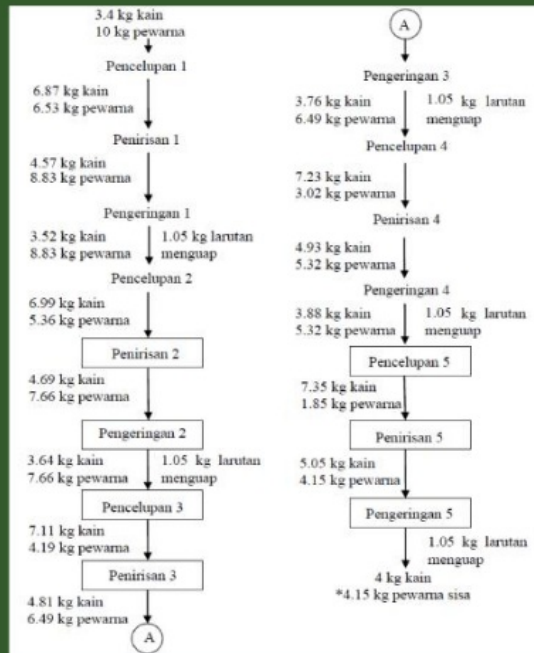 3.4 kg kain
10 kg pewarna
Pencelupan 1
6.87 kg kain
6.53 kg pewarna
Penirisan 1
4.57 kg kain
8.83 kg pewarna
Pengeringan 1
3.52 kg kain 1.05 kg larutan
8.83 kg pewarna menguap
Pencelupan 2
6.99 kg kain
5.36 kg pewarna
Penirisan 2
4.69 kg kain
7.66 kg pewarna
Pengeringan 2
3.64 kg kain 1.05 kg larutan
7.66 kg pewarna menguap
Pencelupan 3
7.11 kg kain
4.19 kg pewarna
Penirisan 3
4.81 kg kain
6.49 kg pewarna
A
A
Pengeringan 3
3.76 kg kain 1.05 kg larutan
6.49 kg pewarna menguap
Pencelupan 4
7.23 kg kain
3.02 kg pewarna
Penirisan 4
4.93 kg kain
5.32 kg pewarna
Pengeringan 4
3.88 kg kain 1.05 kg larutan
5.32 kg pewarna menguap
Pencelupan 5
7.35 kg kain
1.85 kg pewarna
Penirisan 5
5.05 kg kain
4.15 kg pewarna
Pengeringan 5
1.05 kg larutan
menguap
4 kg kain
*4.15 kg pewarna sisa